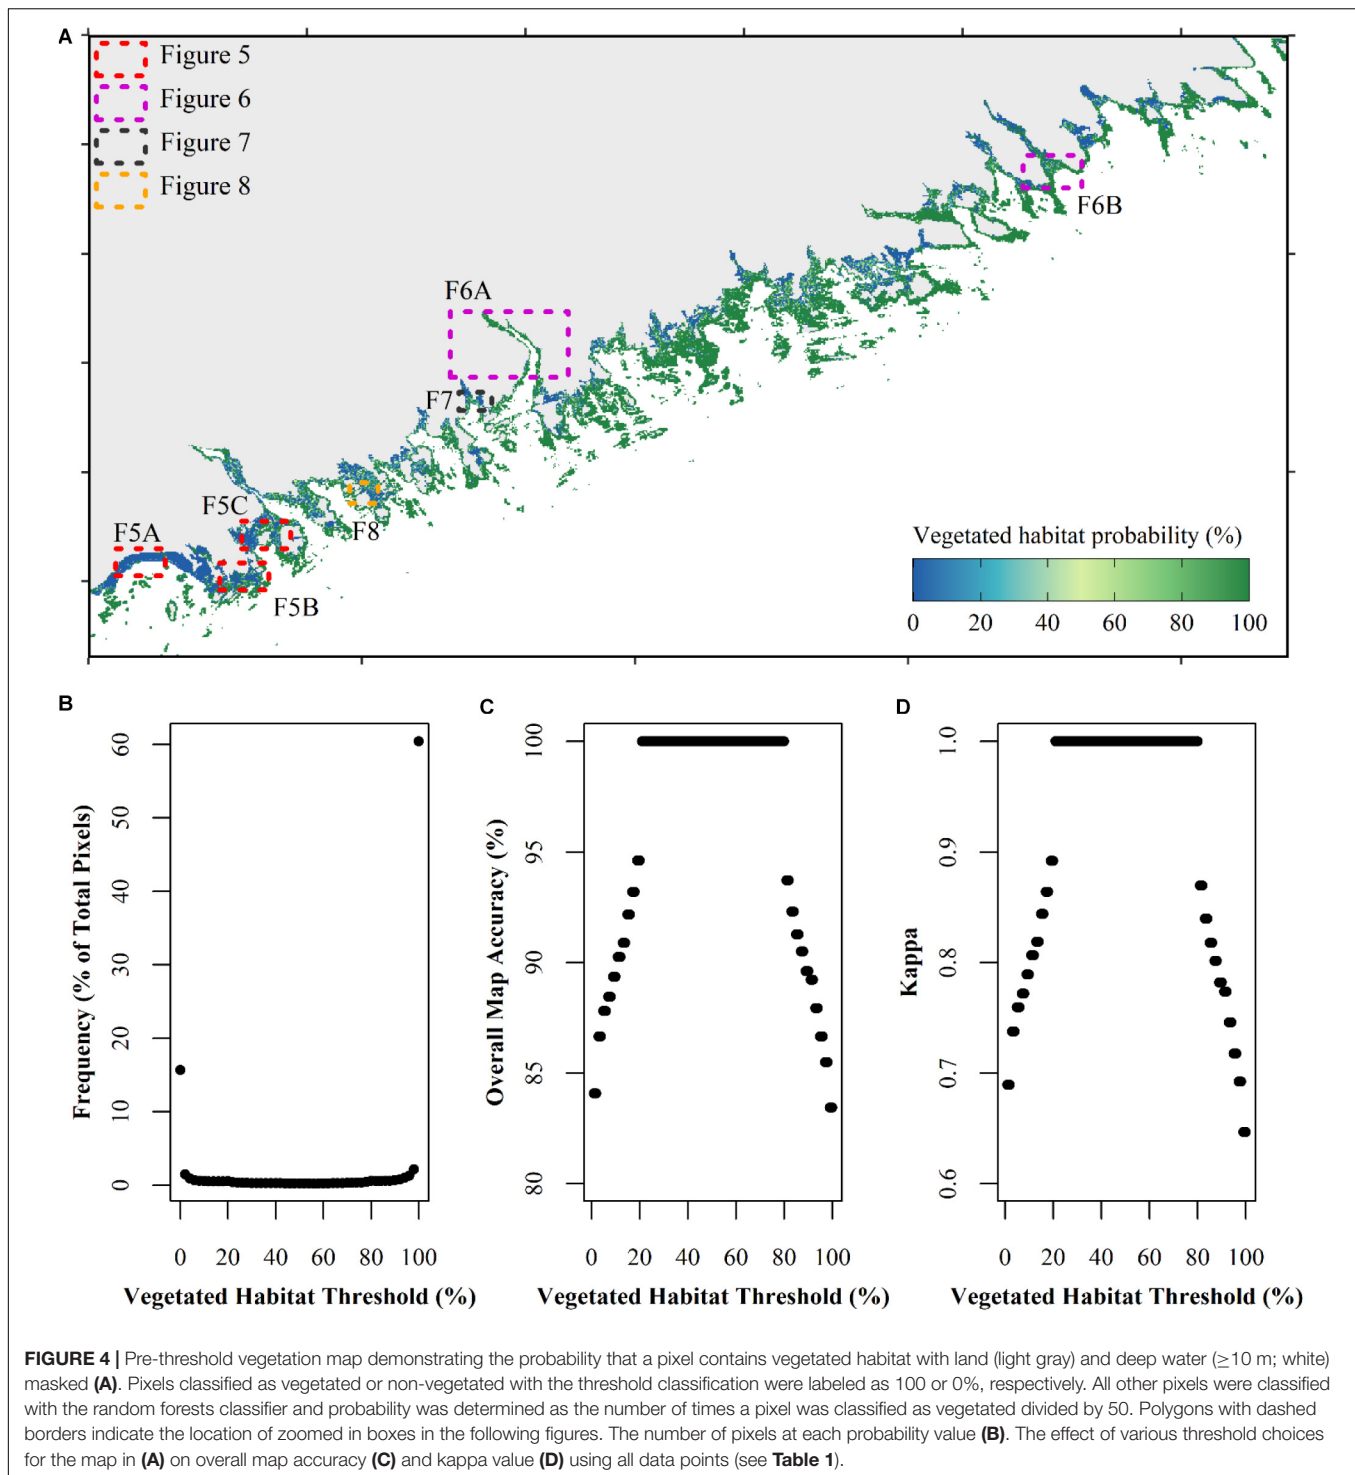 A
Figure 5
Figure 6
Figure 7
Figure 8
F6B
F6A
F7
F5C
F5A
F8
F5B
Vegetated habitat probability (%)
0 20 40 60 80 100
B
Frequency (% of Total Pixels)
60
50
40
30
20
10
0
0 20 40 60 80 100
Vegetated Habitat Threshold (%)
C
Overall Map Accuracy (%)
100
95
90
85
80
0 20 40 60 80 100
Vegetated Habitat Threshold (%)
D
Kappa
1.0
0.9
0.8
0.7
0.6
0 20 40 60 80 100
Vegetated Habitat Threshold (%)
FIGURE 4 | Pre-threshold vegetation map demonstrating the probability that a pixel contains vegetated habitat with land (light gray) and deep water (≥10 m; white)
masked (A). Pixels classified as vegetated or non-vegetated with the threshold classification were labeled as 100 or 0%, respectively. All other pixels were classified
with the random forests classifier and probability was determined as the number of times a pixel was classified as vegetated divided by 50. Polygons with dashed
borders indicate the location of zoomed in boxes in the following figures. The number of pixels at each probability value (B). The effect of various threshold choices
for the map in (A) on overall map accuracy (C) and kappa value (D) using all data points (see Table 1).